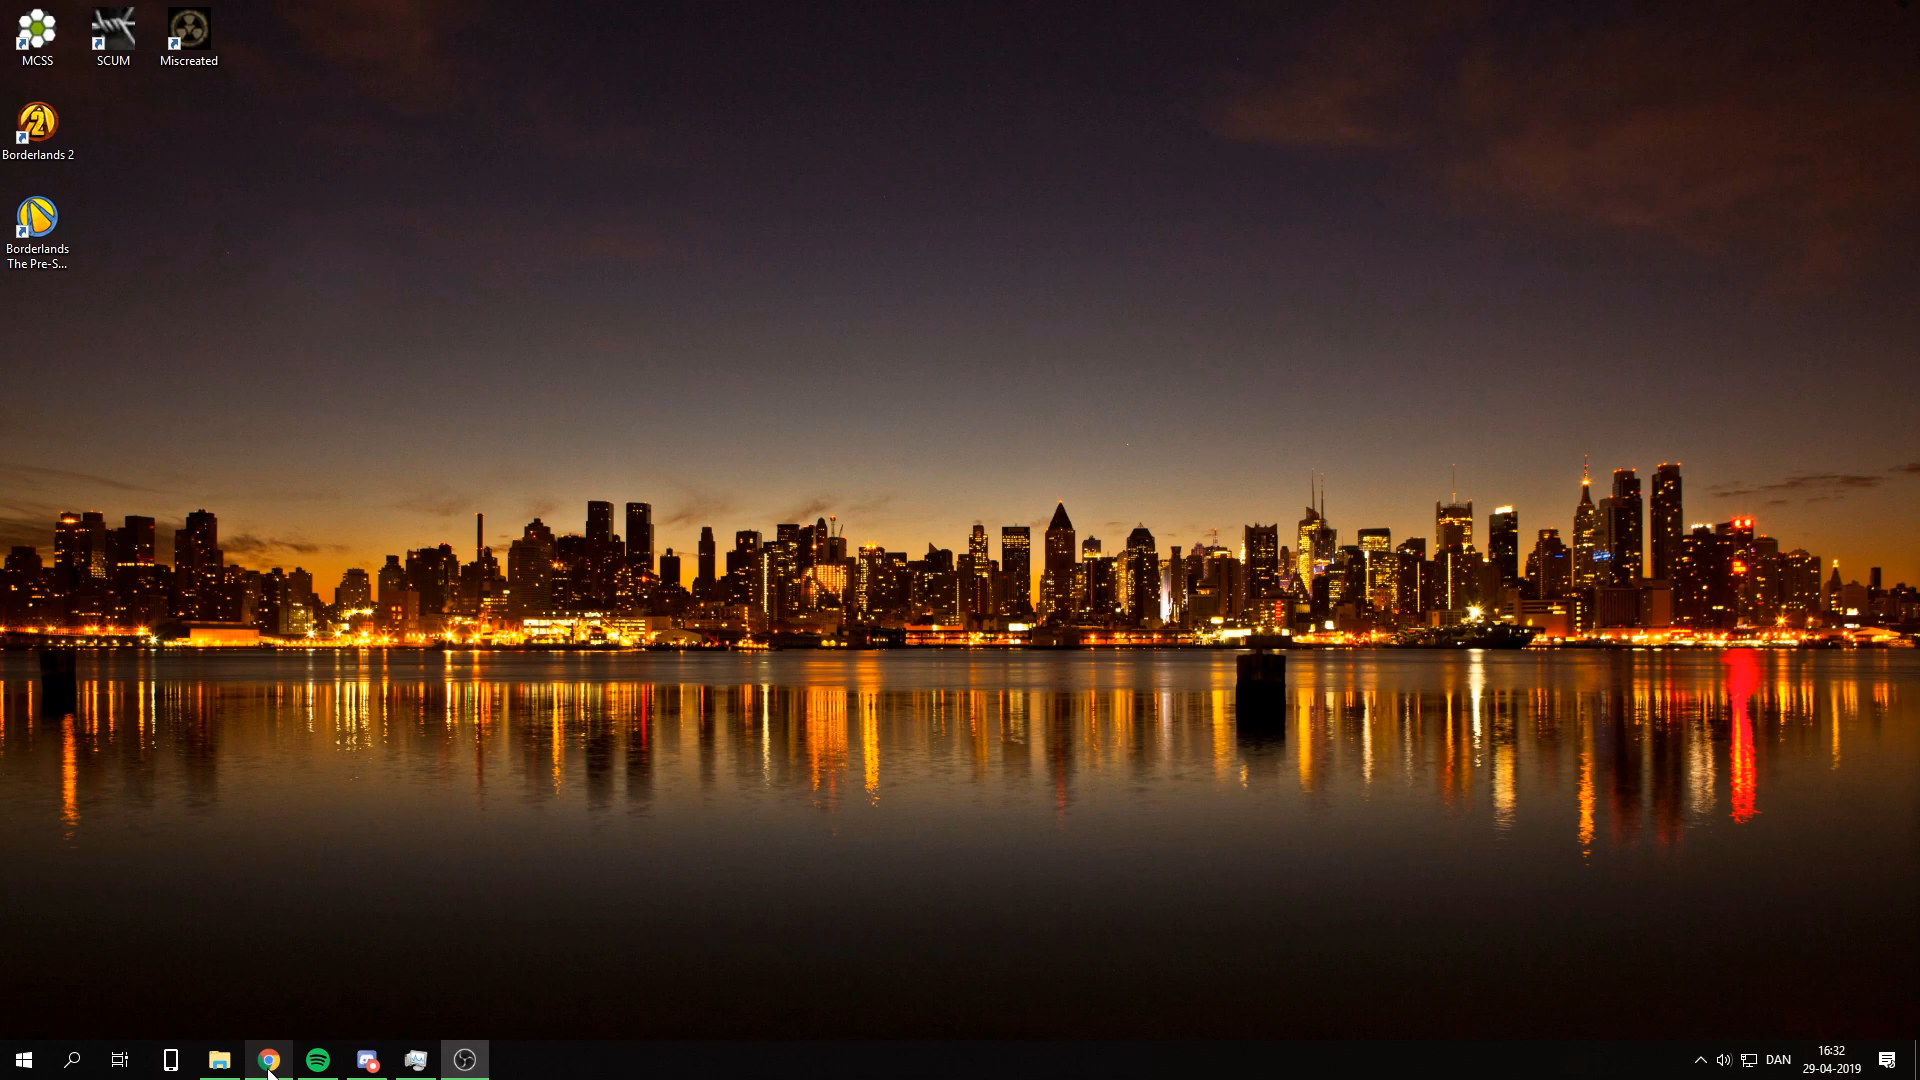 MCSS
SCUM
Miscreated
Borderlands 2
Borderlands
The Pre-S...
DAN
16:32
29-04-2019